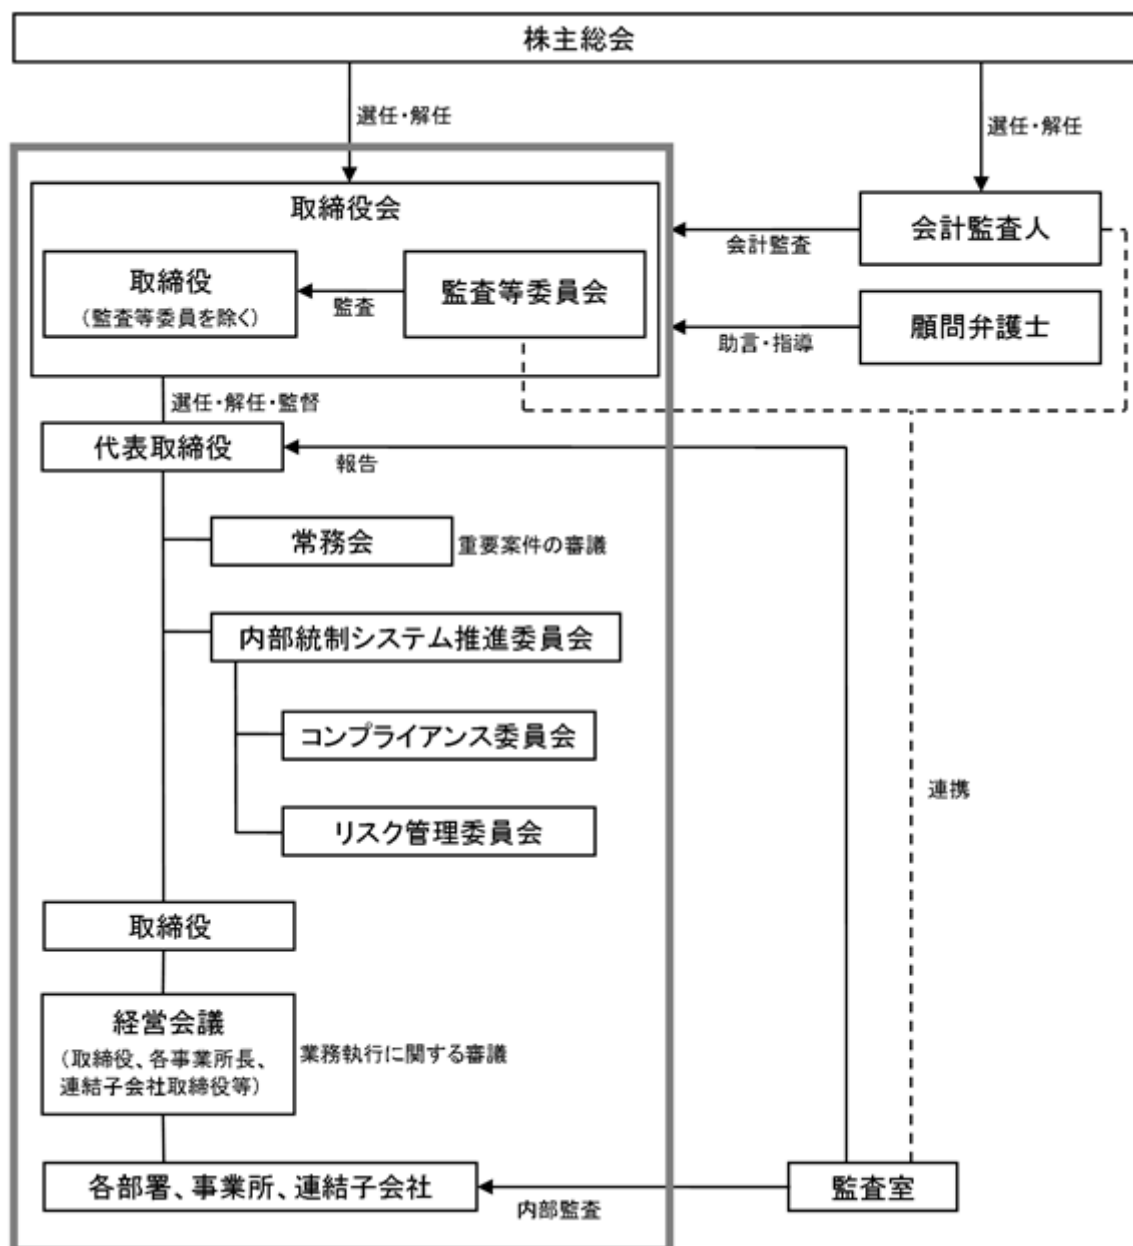 株主総会
選任・解任
選任・解任
取締役会
会計監査人
会計監査
取締役
(監査等委員を除く)
監査
監査等委員会
顧問弁護士
助言・指導
選任・解任・監督
代表取締役
報告
常務会
重要案件の審議
内部統制システム推進委員会
コンプライアンス委員会
連携
リスク管理委員会
取締役
経営会議
(取締役、各事業所長、
連結子会社取締役等)
業務執行に関する審議
各部署、事業所、連結子会社
内部監査
監査室